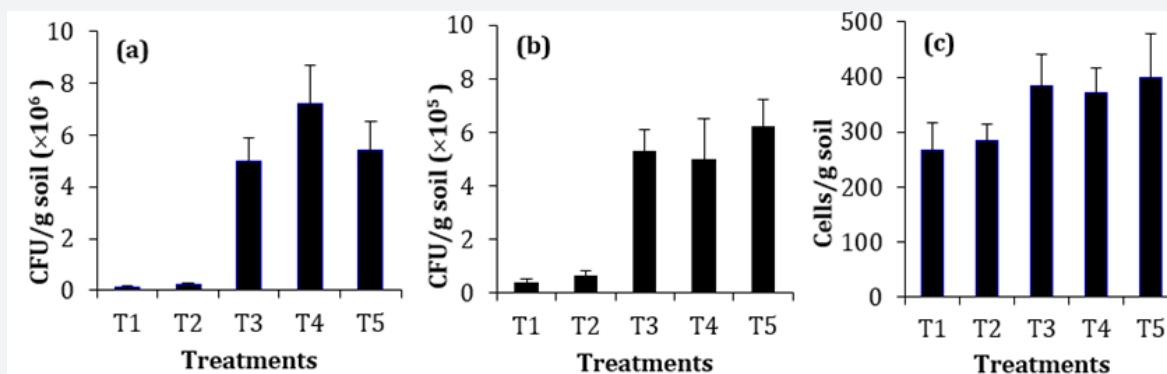 (a)
CFU/g soil (×10⁶)
10
8
6
4
2
0
T1 T2 T3 T4 T5
Treatments
(b)
CFU/g soil (×10⁵)
10
8
6
4
2
0
T1 T2 T3 T4 T5
Treatments
(c)
Cells/g soil
500
400
300
200
100
0
T1 T2 T3 T4 T5
Treatments